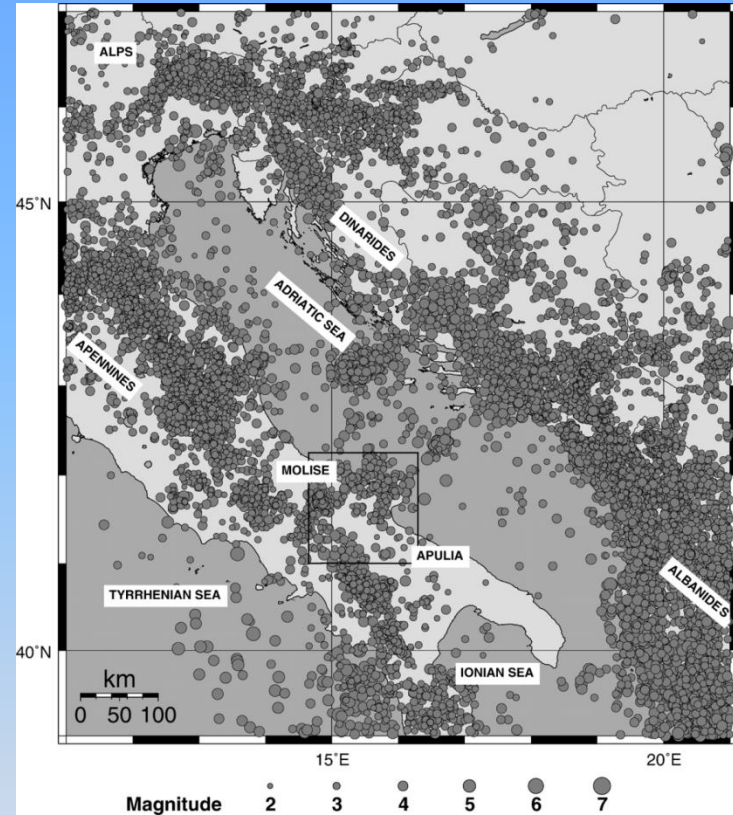 ALPS
45°N
DINARIDES
ADRIATIC SEA
APENNINES
MOLISE
APULIA
TYRRHENIAN SEA
ALBANIDES
40°N
IONIAN SEA
km
0 50 100
15°E 20°E
Magnitude 2 3 4 5 6 7